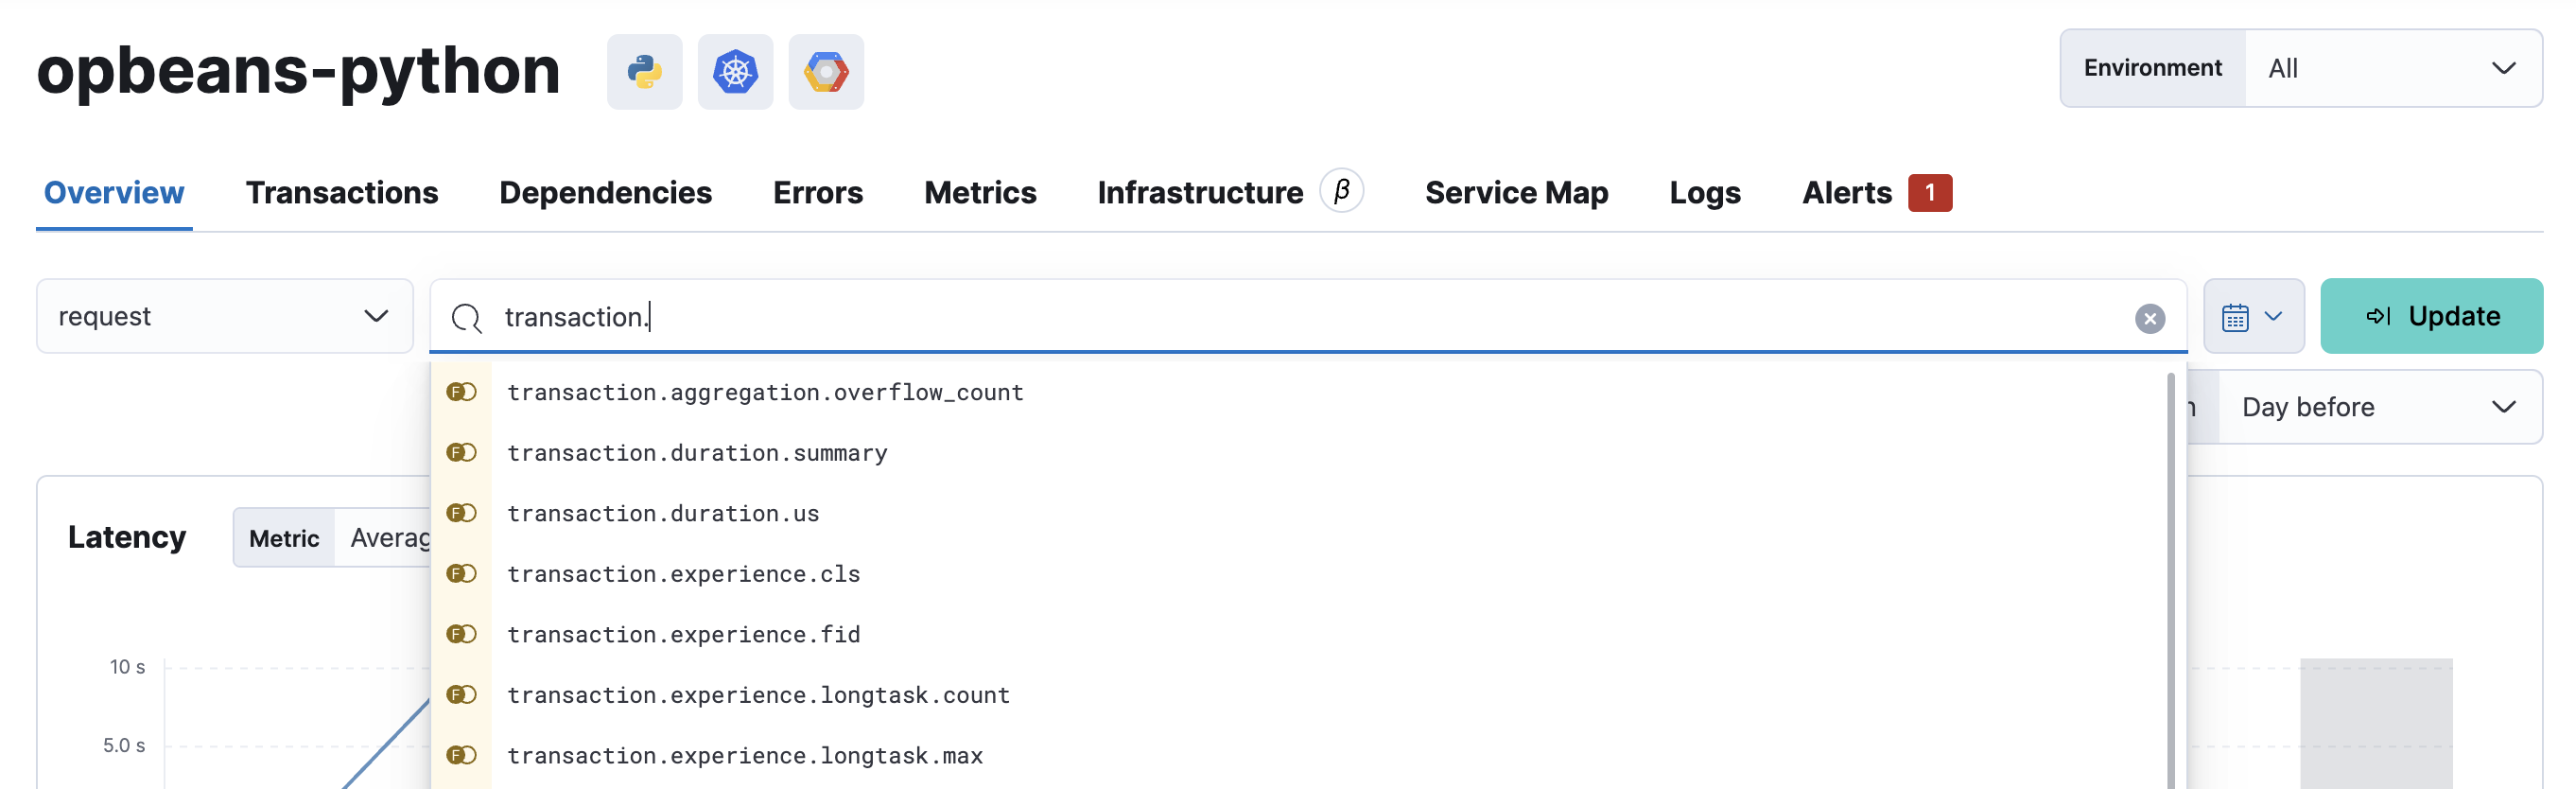 opbeans-python
Environment All
Overview Transactions Dependencies Errors Metrics Infrastructure β Service Map Logs Alerts 1
request transaction. Update
transaction.aggregation.overflow_count
Day before
transaction.duration.summary
transaction.duration.us
Latency Metric
transaction.experience.cls
transaction.experience.fid
10 s
transaction.experience.longtask.count
5.0 s
transaction.experience.longtask.max